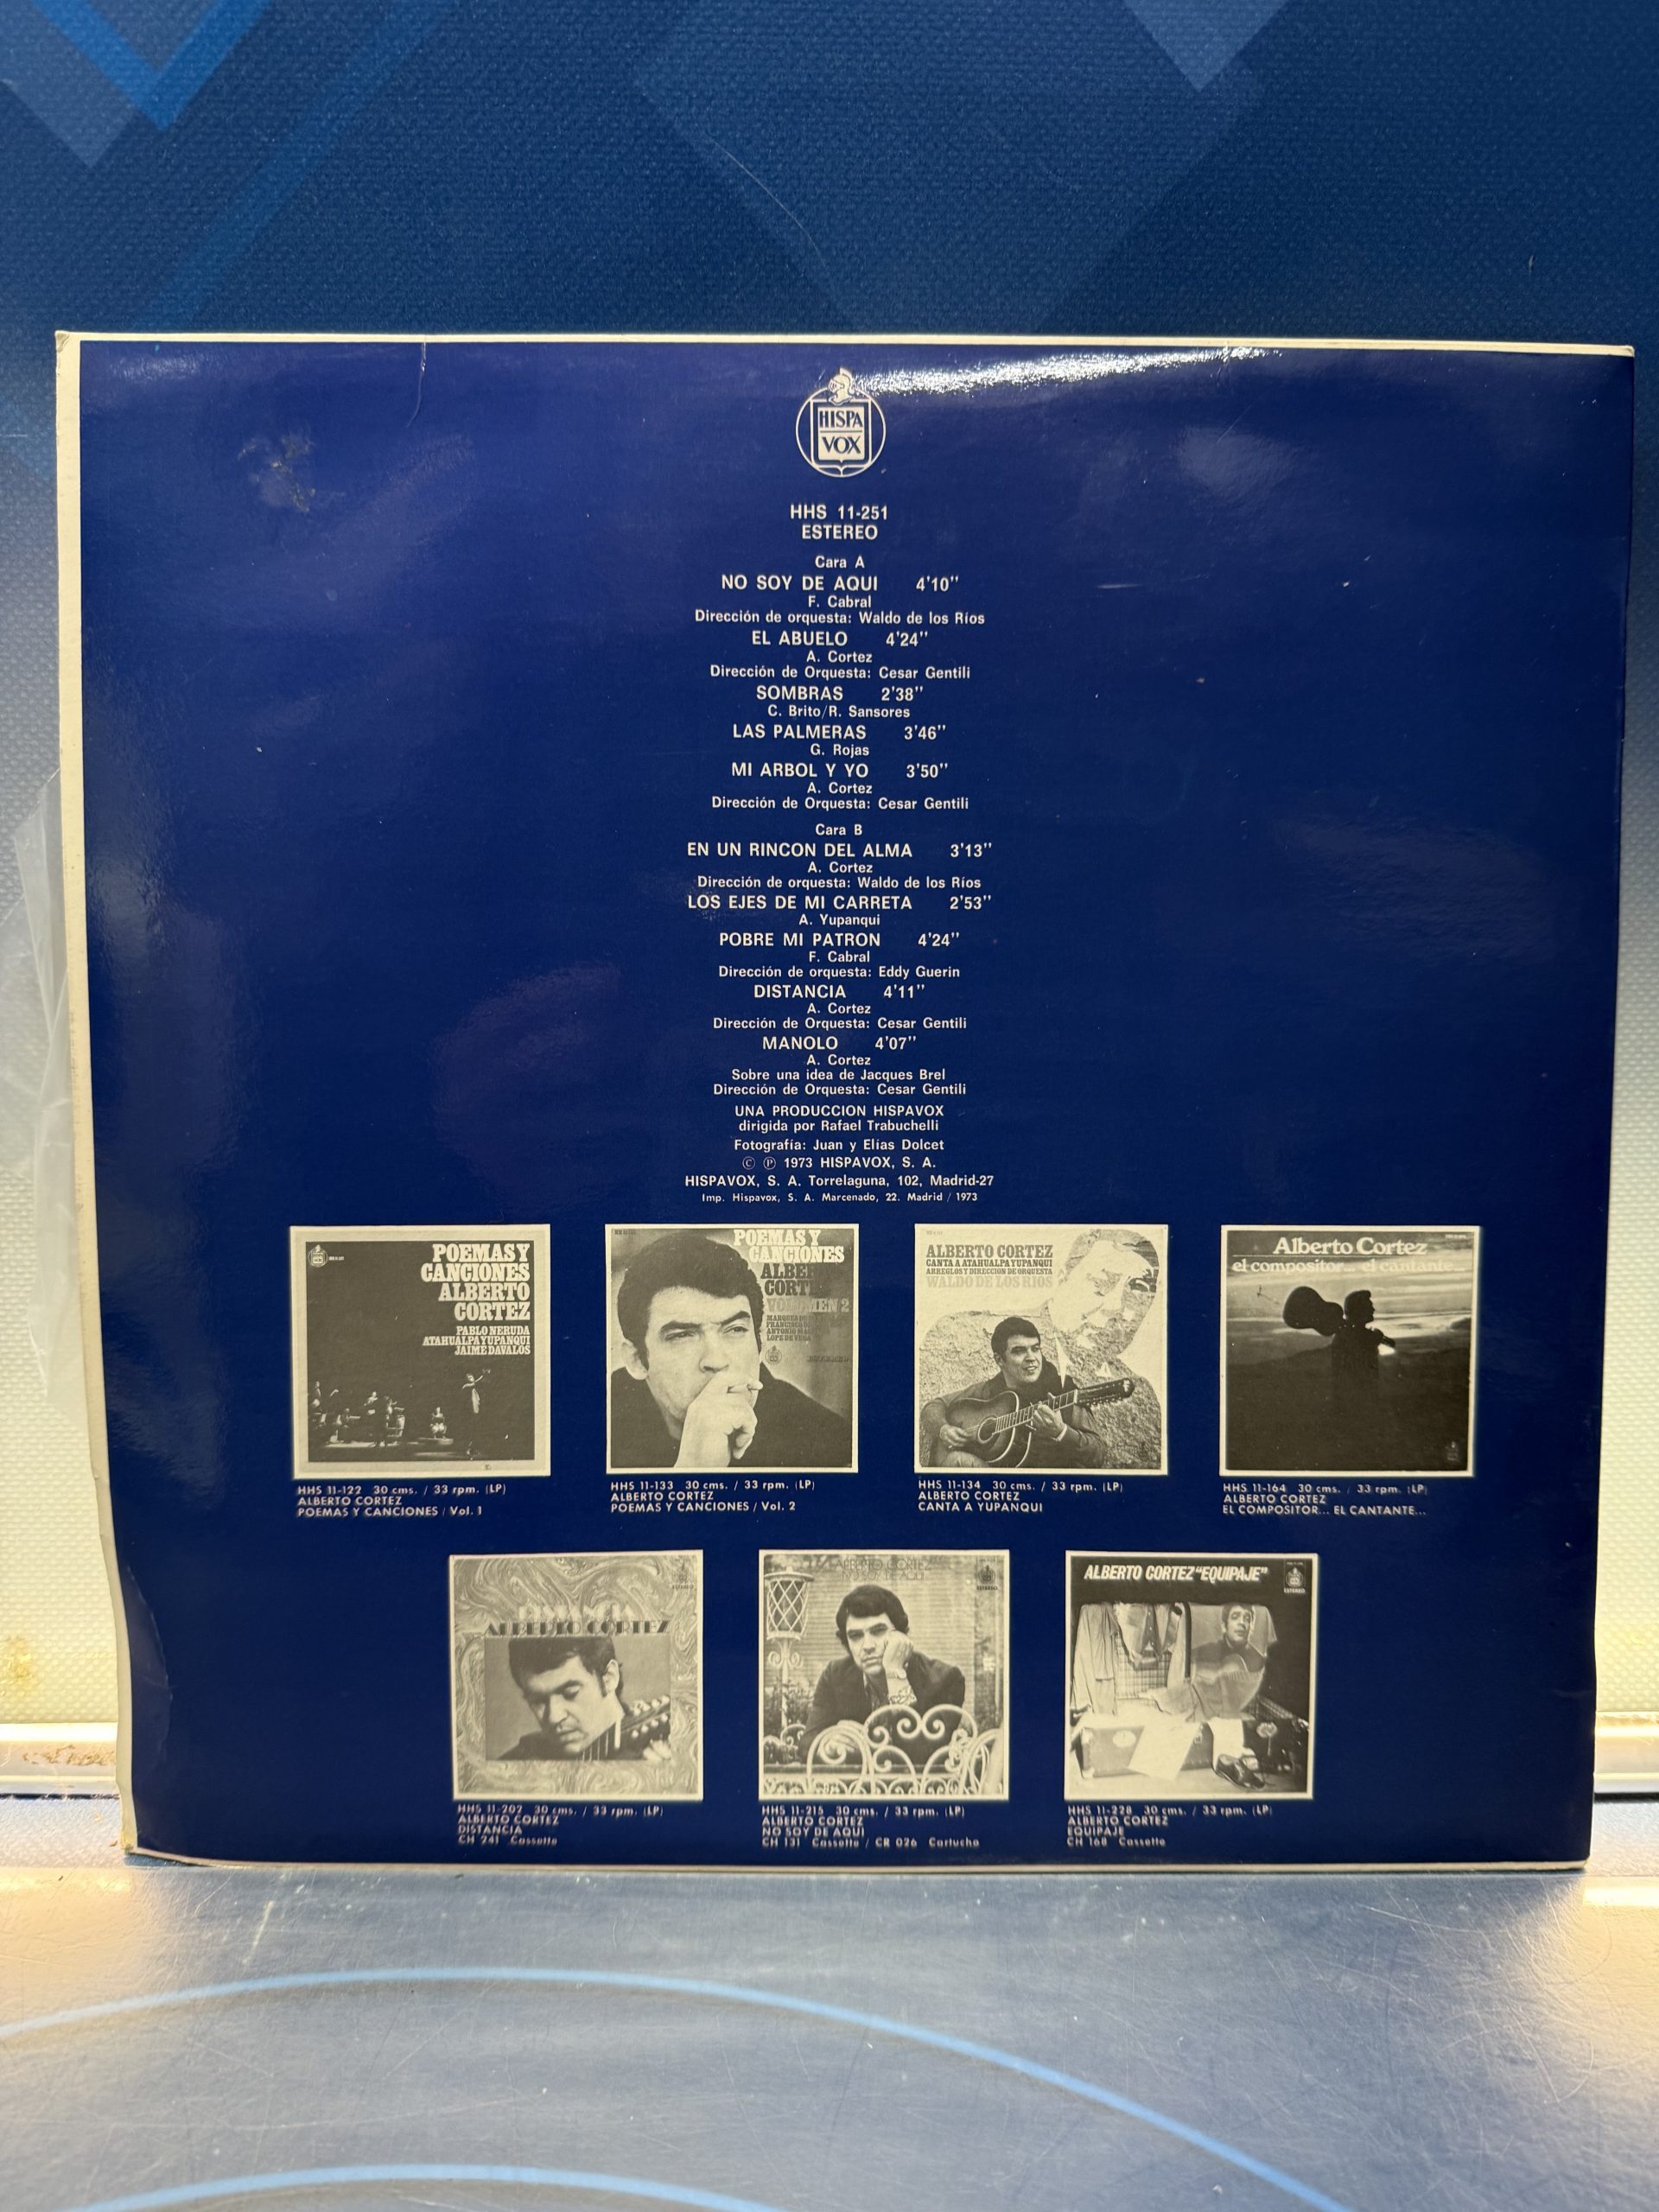 HISPA
VOX
HHS 11-251
ESTEREO
Cara A
NO SOY DE AQUI 4'10"
F. Cabral
Dirección de orquesta: Waldo de los Ríos
EL ABUELO 4'24"
A. Cortez
Dirección de Orquesta: Cesar Gentili
SOMBRAS 2'38"
C. Brito/R. Sansores
LAS PALMERAS 3'46"
G. Rojas
MI ARBOL Y YO 3'50"
A. Cortez
Dirección de Orquesta: Cesar Gentili
Cara B
EN UN RINCON DEL ALMA 3'13"
A. Cortez
Dirección de orquesta: Waldo de los Ríos
LOS EJES DE MI CARRETA 2'53"
A. Yupanqui
POBRE MI PATRON 4'24"
F. Cabral
Dirección de orquesta: Eddy Guerin
DISTANCIA 4'11"
A. Cortez
Dirección de Orquesta: Cesar Gentili
MANOLO 4'07"
A. Cortez
Sobre una idea de Jacques Brel
Dirección de Orquesta: Cesar Gentili
UNA PRODUCCION HISPAVOX
dirigida por Rafael Trabuchelli
Fotografía: Juan y Elías Dolcet
© ℗ 1973 HISPAVOX, S. A.
HISPAVOX, S. A. Torrelaguna, 102, Madrid-27
Imp. Hispavox, S. A. Marcenado, 22. Madrid / 1973
POEMAS Y
CANCIONES
ALBERTO
CORTEZ
PABLO NERUDA
ATAHUALPA YUPANQUI
JAIME DAVALOS
HHS 11-122 30 cms. / 33 rpm. (LP)
ALBERTO CORTEZ
POEMAS Y CANCIONES / Vol. 1
POEMAS Y
CANCIONES
ALBE
CORT
VOLUMEN 2
HHS 11-133 30 cms. / 33 rpm. (LP)
ALBERTO CORTEZ
POEMAS Y CANCIONES / Vol. 2
ALBERTO CORTEZ
CANTA A ATAHUALPA YUPANQUI
ARREGLOS Y DIRECCION DE ORQUESTA
WALDO DE LOS RIOS
HHS 11-134 30 cms. / 33 rpm. (LP)
ALBERTO CORTEZ
CANTA A YUPANQUI
Alberto Cortez
el compositor... el cantante...
HHS 11-164 30 cms. / 33 rpm. (LP)
ALBERTO CORTEZ
EL COMPOSITOR... EL CANTANTE...
ALBERTO CORTEZ
HHS 11-202 30 cms. / 33 rpm. (LP)
ALBERTO CORTEZ
DISTANCIA
CH 241 Cassette
ALBERTO CORTEZ
NO SOY DE AQUI
HHS 11-215 30 cms. / 33 rpm. (LP)
ALBERTO CORTEZ
NO SOY DE AQUI
CH 131 Cassette / CR 026 Cartucho
ALBERTO CORTEZ "EQUIPAJE"
ESTEREO
HHS 11-228 30 cms. / 33 rpm. (LP)
ALBERTO CORTEZ
EQUIPAJE
CH 168 Cassette